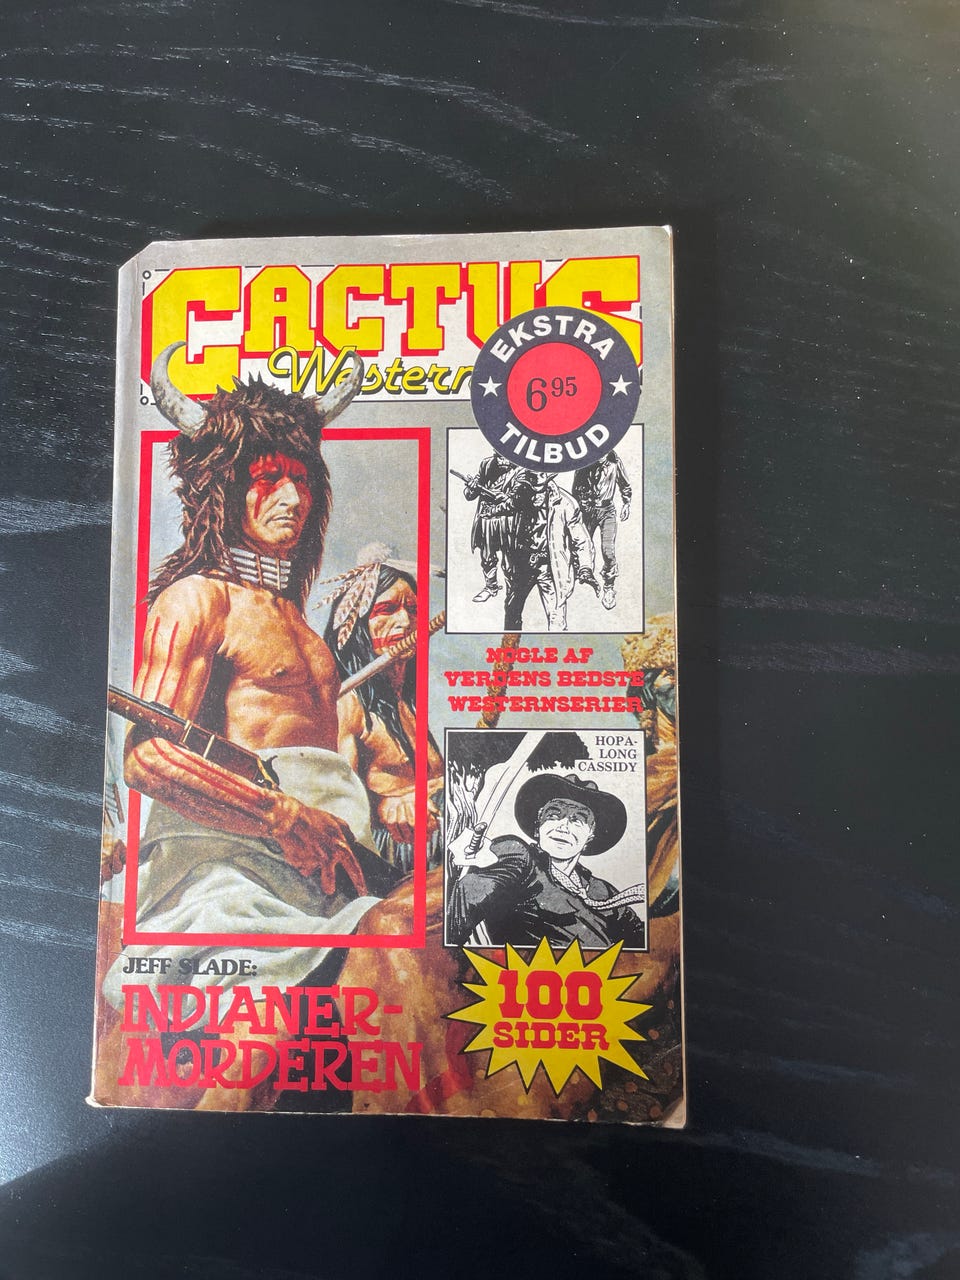 CACTUS
Western
EKSTRA
6 95
TILBUD
NOGLE AF
VERDENS BEDSTE
WESTERNSERIER
HOPA-
LONG
CASSIDY
JEFF SLADE:
INDIANER-
MORDEREN
100
SIDER